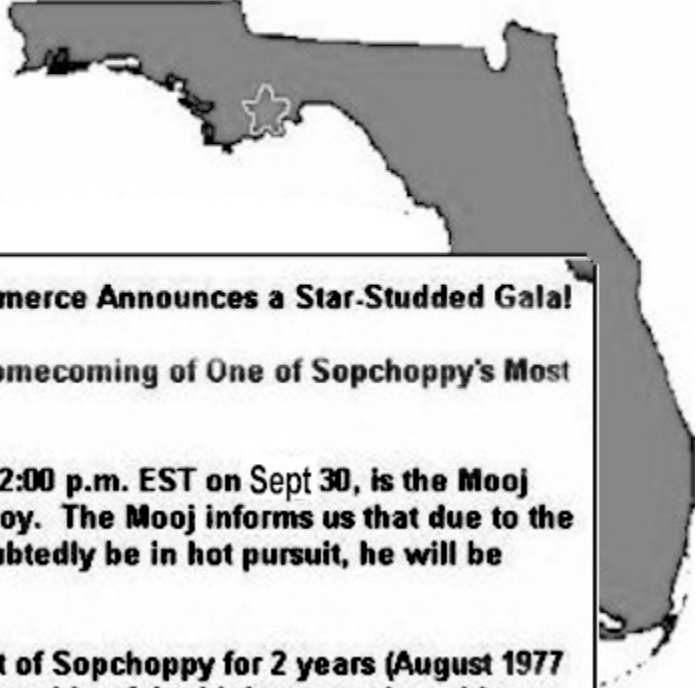 merce Announces a Star-Studded Gala!
omecoming of One of Sopchoppy's Most
2:00 p.m. EST on Sept 30, is the Mooj
oy. The Mooj informs us that due to the
ubtedly be in hot pursuit, he will be
t of Sopchoppy for 2 years (August 1977